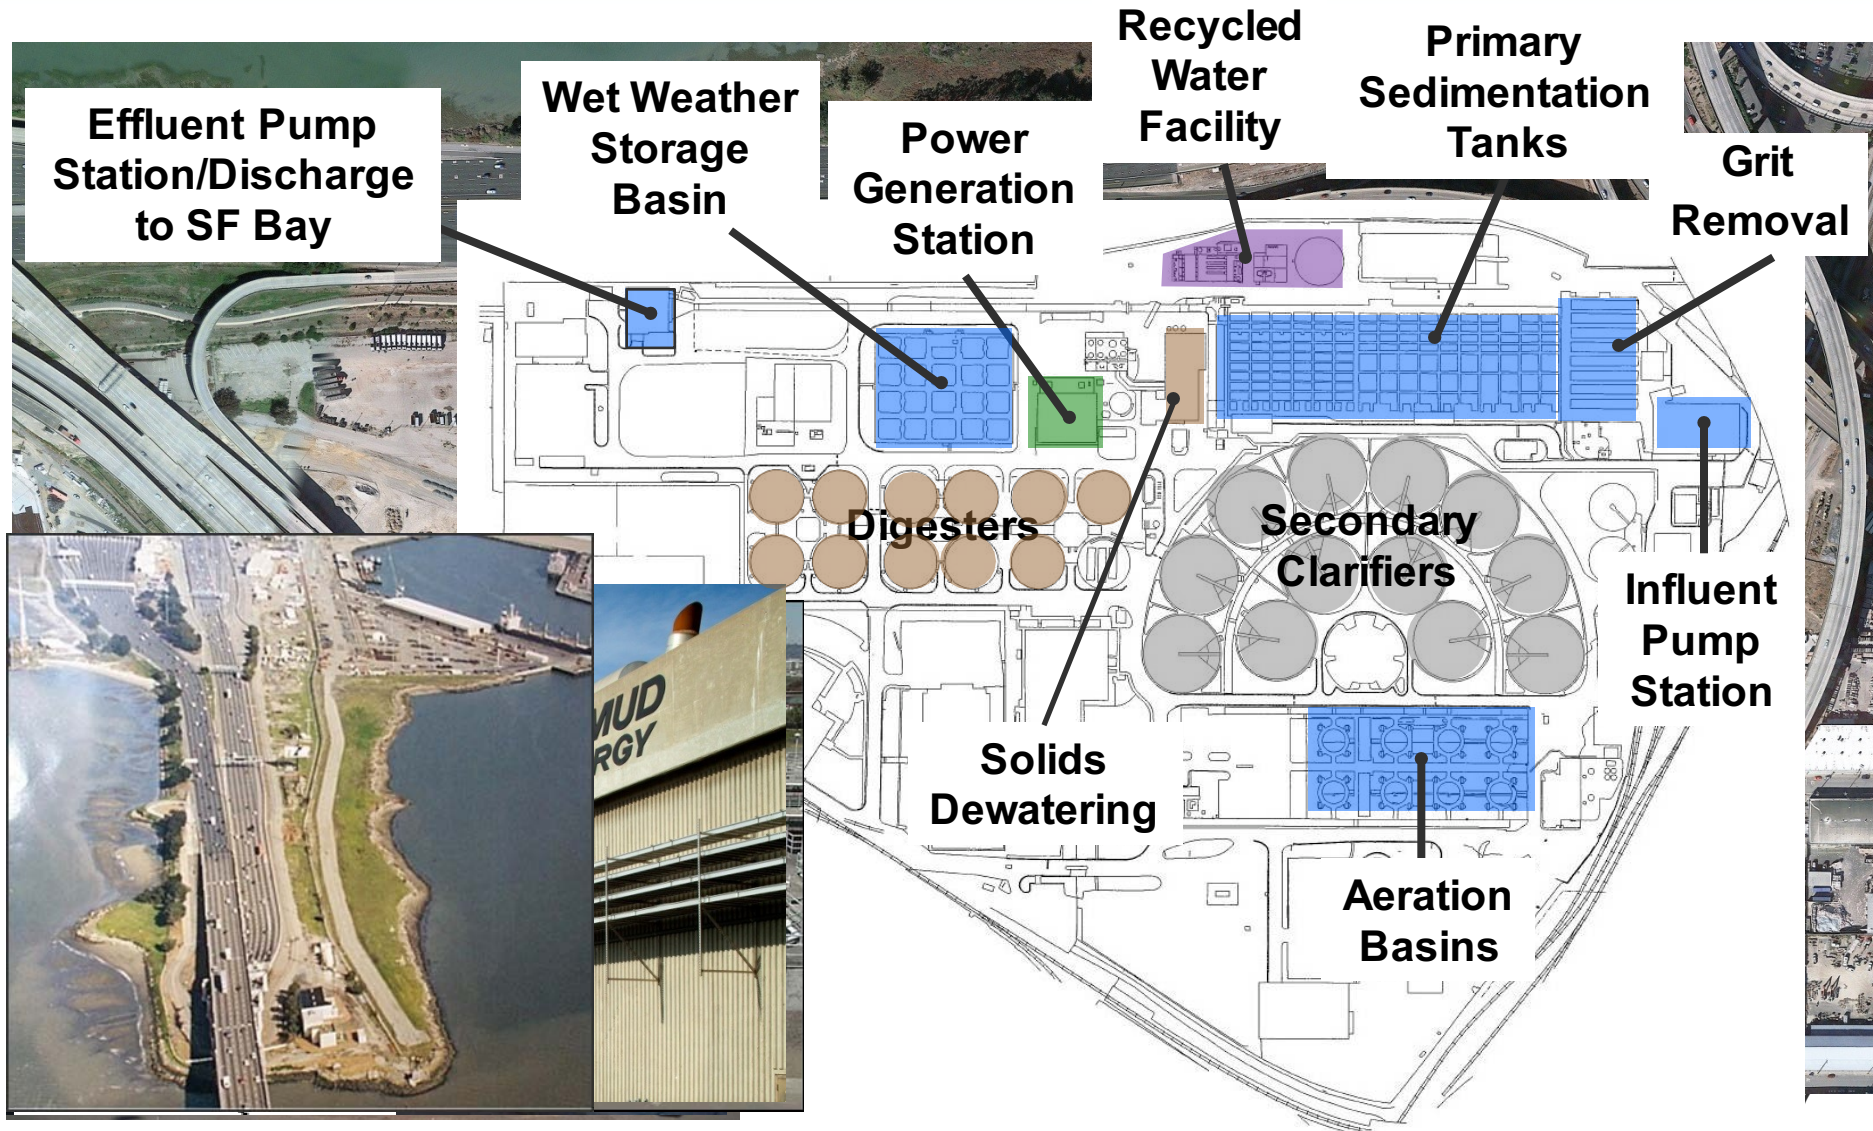 Effluent Pump
Station/Discharge
to SF Bay
Wet Weather
Storage
Basin
Power
Generation
Station
Recycled
Water
Facility
Primary
Sedimentation
Tanks
Grit
Removal
Digesters
Secondary
Clarifiers
Influent
Pump
Station
Solids
Dewatering
Aeration
Basins
MUD
RGY